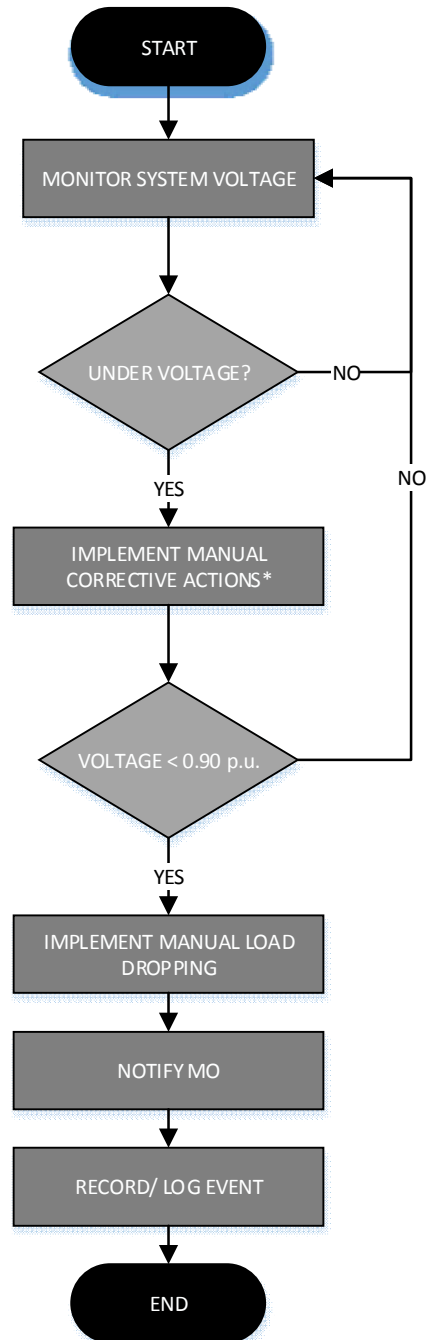 START
MONITOR SYSTEM VOLTAGE
UNDER VOLTAGE?
NO
NO
YES
IMPLEMENT MANUAL
CORRECTIVE ACTIONS*
VOLTAGE < 0.90 p.u.
YES
IMPLEMENT MANUAL LOAD
DROPPING
NOTIFY MO
RECORD/ LOG EVENT
END